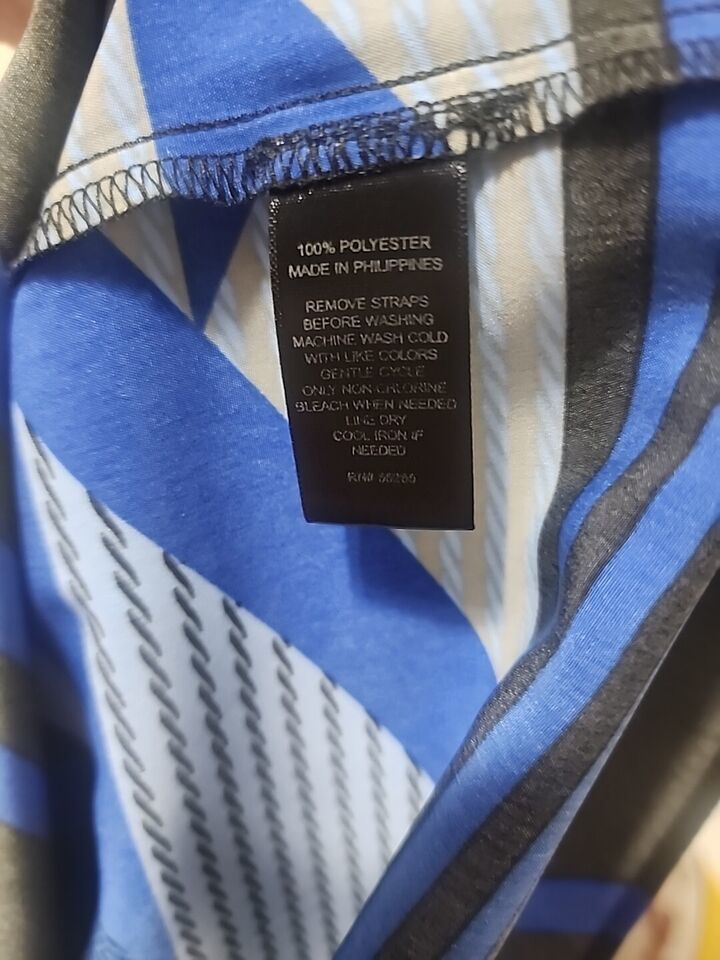 100% POLYESTER
MADE IN PHILIPPINES
REMOVE STRAPS
BEFORE WASHING
MACHINE WASH COLD
WITH LIKE COLORS
GENTLE CYCLE
ONLY NON-CHLORINE
BLEACH WHEN NEEDED
LINE DRY
COOL IRON IF
NEEDED
RN#